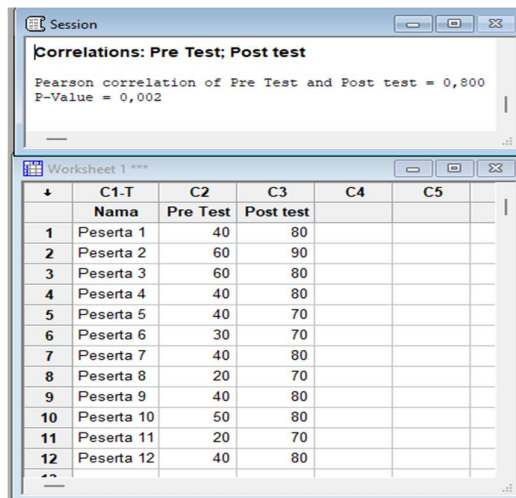 Session
Correlations: Pre Test; Post test
Pearson correlation of Pre Test and Post test = 0,800
P-Value = 0,002
Worksheet 1 ***
C1-T C2 C3 C4 C5
Nama Pre Test Post test
1 Peserta 1 40 80
2 Peserta 2 60 90
3 Peserta 3 60 80
4 Peserta 4 40 80
5 Peserta 5 40 70
6 Peserta 6 30 70
7 Peserta 7 40 80
8 Peserta 8 20 70
9 Peserta 9 40 80
10 Peserta 10 50 80
11 Peserta 11 20 70
12 Peserta 12 40 80